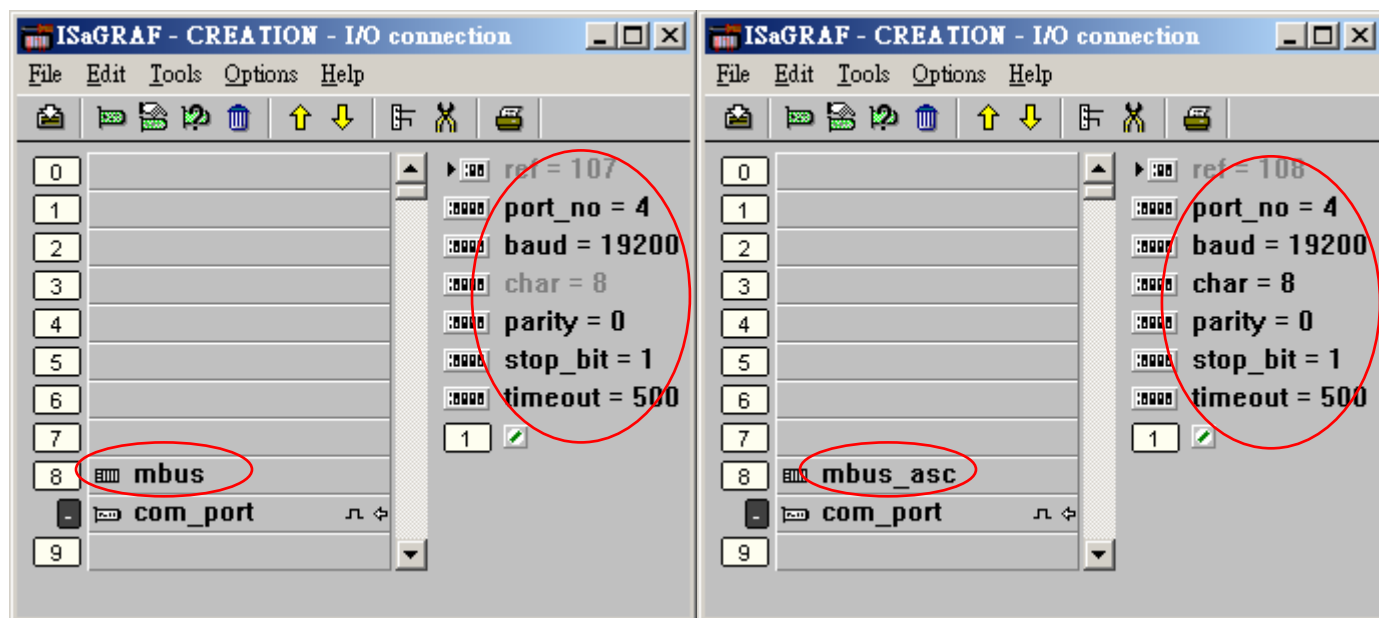 ISaGRAF - CREATION - I/O connection
File Edit Tools Options Help
0
1
2
3
4
5
6
7
8 mbus
- com_port
9
ref = 107
port_no = 4
baud = 19200
char = 8
parity = 0
stop_bit = 1
timeout = 500
1
ISaGRAF - CREATION - I/O connection
File Edit Tools Options Help
0
1
2
3
4
5
6
7
8 mbus_asc
- com_port
9
ref = 108
port_no = 4
baud = 19200
char = 8
parity = 0
stop_bit = 1
timeout = 500
1